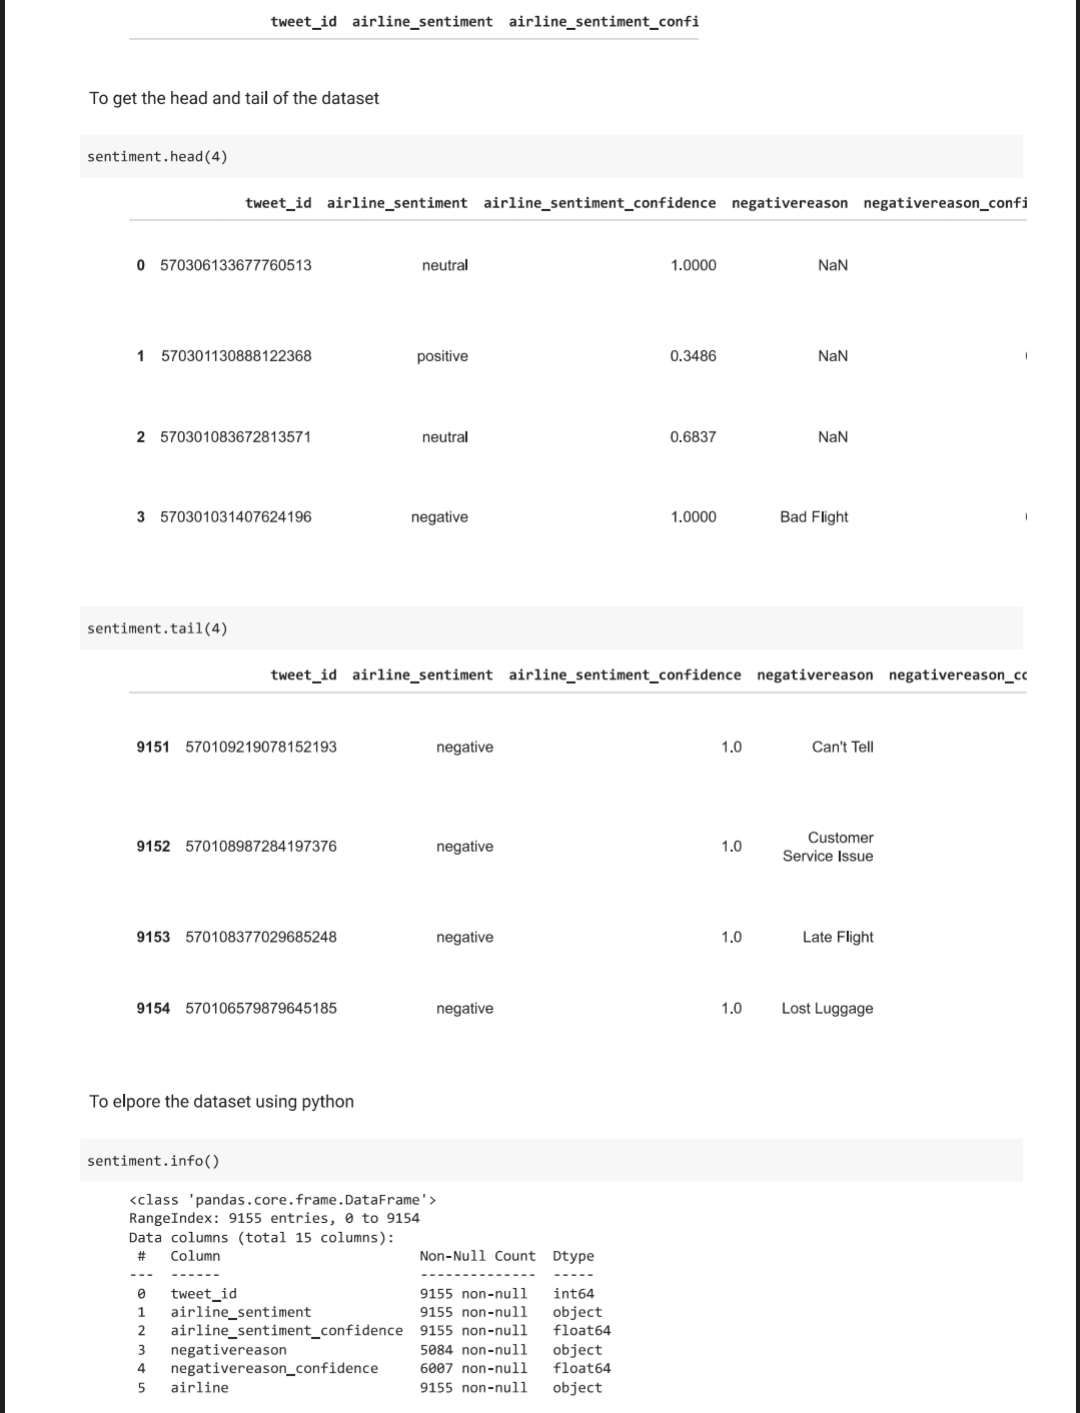 tweet_id airline_sentiment airline_sentiment_confi
To get the head and tail of the dataset
sentiment.head(4)
tweet_id airline_sentiment airline_sentiment_confidence negativereason negativereason_confi
0 570306133677760513 neutral 1.0000 NaN
1 570301130888122368 positive 0.3486 NaN
2 570301083672813571 neutral 0.6837 NaN
3 570301031407624196 negative 1.0000 Bad Flight
sentiment.tail(4)
tweet_id airline_sentiment airline_sentiment_confidence negativereason negativereason_cc
9151 570109219078152193 negative 1.0 Can't Tell
9152 570108987284197376 negative 1.0 Customer
Service Issue
9153 570108377029685248 negative 1.0 Late Flight
9154 570106579879645185 negative 1.0 Lost Luggage
To elpore the dataset using python
sentiment.info()
<class 'pandas.core.frame.DataFrame'>
RangeIndex: 9155 entries, 0 to 9154
Data columns (total 15 columns):
# Column Non-Null Count Dtype
--- ------ -------------- -----
0 tweet_id 9155 non-null int64
1 airline_sentiment 9155 non-null object
2 airline_sentiment_confidence 9155 non-null float64
3 negativereason 5084 non-null object
4 negativereason_confidence 6007 non-null float64
5 airline 9155 non-null object